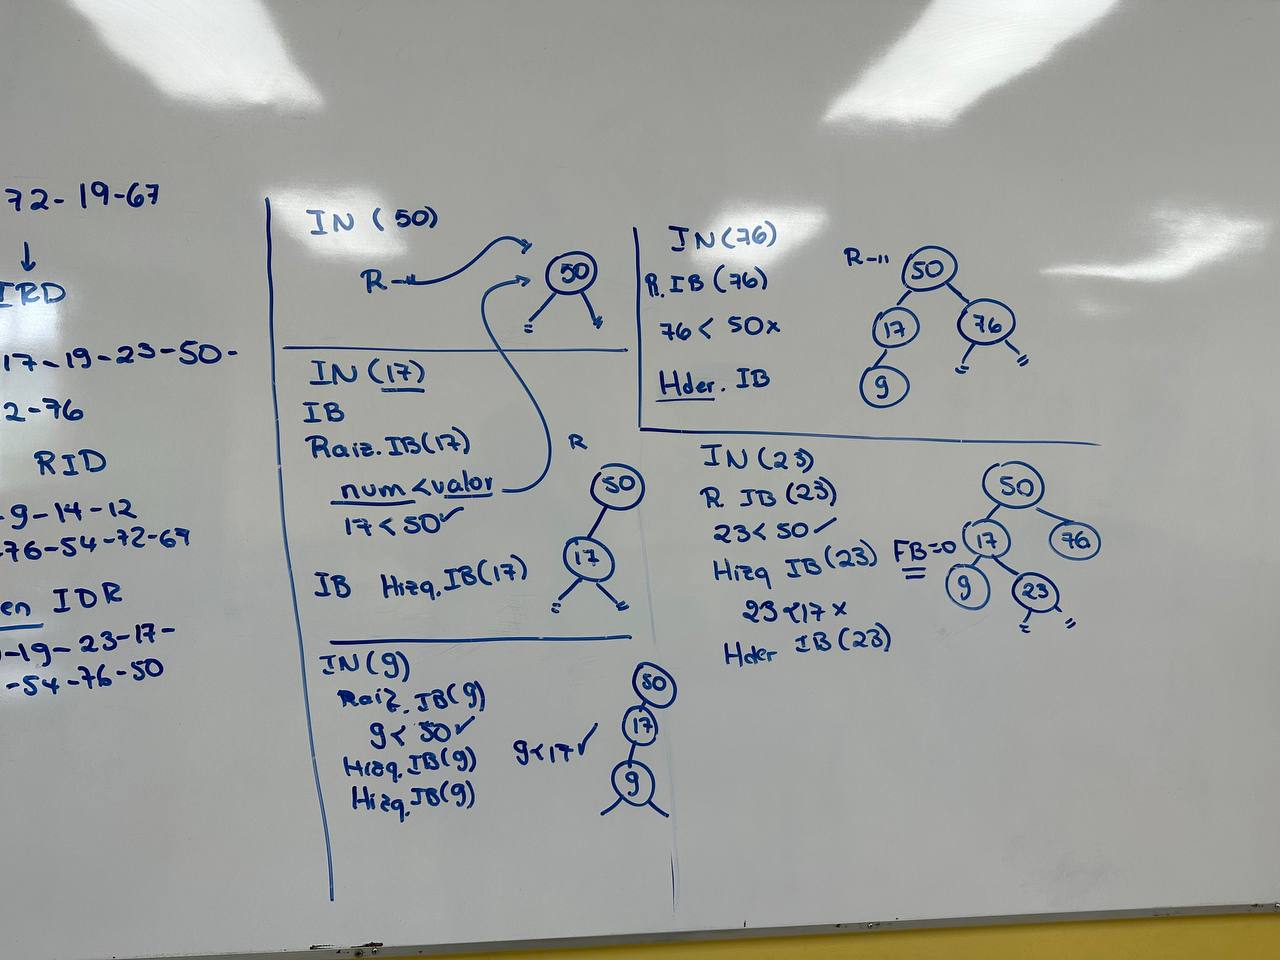 72-19-67
↓
IRD
17-19-23-50-
2-76
RID
-9-14-12
-76-54-72-67
en IDR
-19-23-17-
-54-76-50
IN (50)
R
50
IN (17)
IB
Raiz.IB(17)
num<valor
17<50✓
IB Hizq.IB(17)
R
50
17
IN(9)
Raiz.IB(9)
9<50✓
Hizq.IB(9)
9<17✓
Hizq.IB(9)
50
17
9
IN(76)
R.IB(76)
76<50x
Hder.IB
R
50
17
76
9
IN(23)
R IB(23)
23<50✓
Hizq IB(23)
23<17x
Hder IB(23)
FB=0
50
17
76
9
23